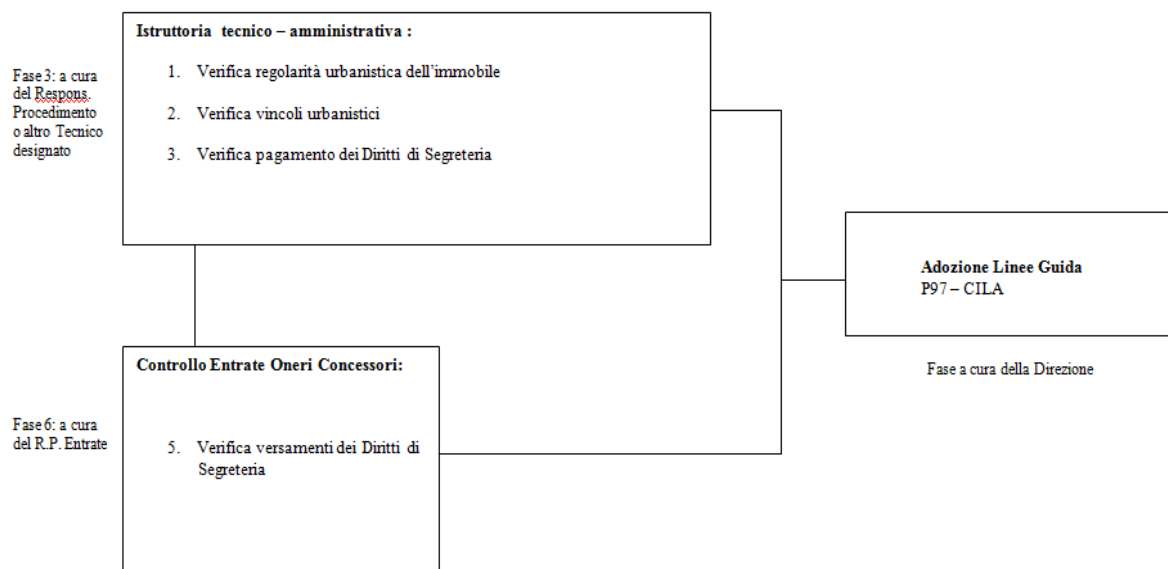 Istruttoria tecnico – amministrativa :
Fase 3: a cura
del Respons.
Procedimento
o altro Tecnico
designato
1. Verifica regolarità urbanistica dell’immobile
2. Verifica vincoli urbanistici
3. Verifica pagamento dei Diritti di Segreteria
Adozione Linee Guida
P97 – CILA
Fase a cura della Direzione
Controllo Entrate Oneri Concessori:
Fase 6: a cura
del R.P. Entrate
5. Verifica versamenti dei Diritti di
Segreteria